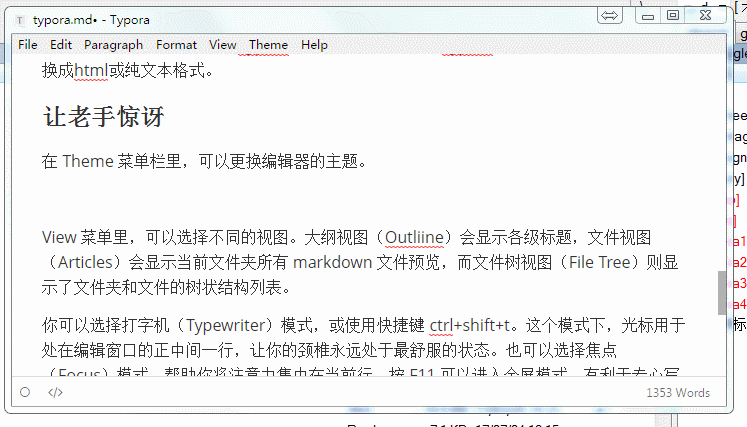 typora.md• - Typora
File Edit Paragraph Format View Theme Help
换成html或纯文本格式。
让老手惊讶
在 Theme 菜单栏里，可以更换编辑器的主题。
View 菜单里，可以选择不同的视图。大纲视图（Outliine）会显示各级标题，文件视图
（Articles）会显示当前文件夹所有 markdown 文件预览，而文件树视图（File Tree）则显
示了文件夹和文件的树状结构列表。
你可以选择打字机（Typewriter）模式，或使用快捷键 ctrl+shift+t。这个模式下，光标用于
处在编辑窗口的正中间一行，让你的颈椎永远处于最舒服的状态。也可以选择焦点
（Focus）模式，帮助你将注意力集中在当前行。按 F11 可以进入全屏模式，有利于专心写
</> 1353 Words